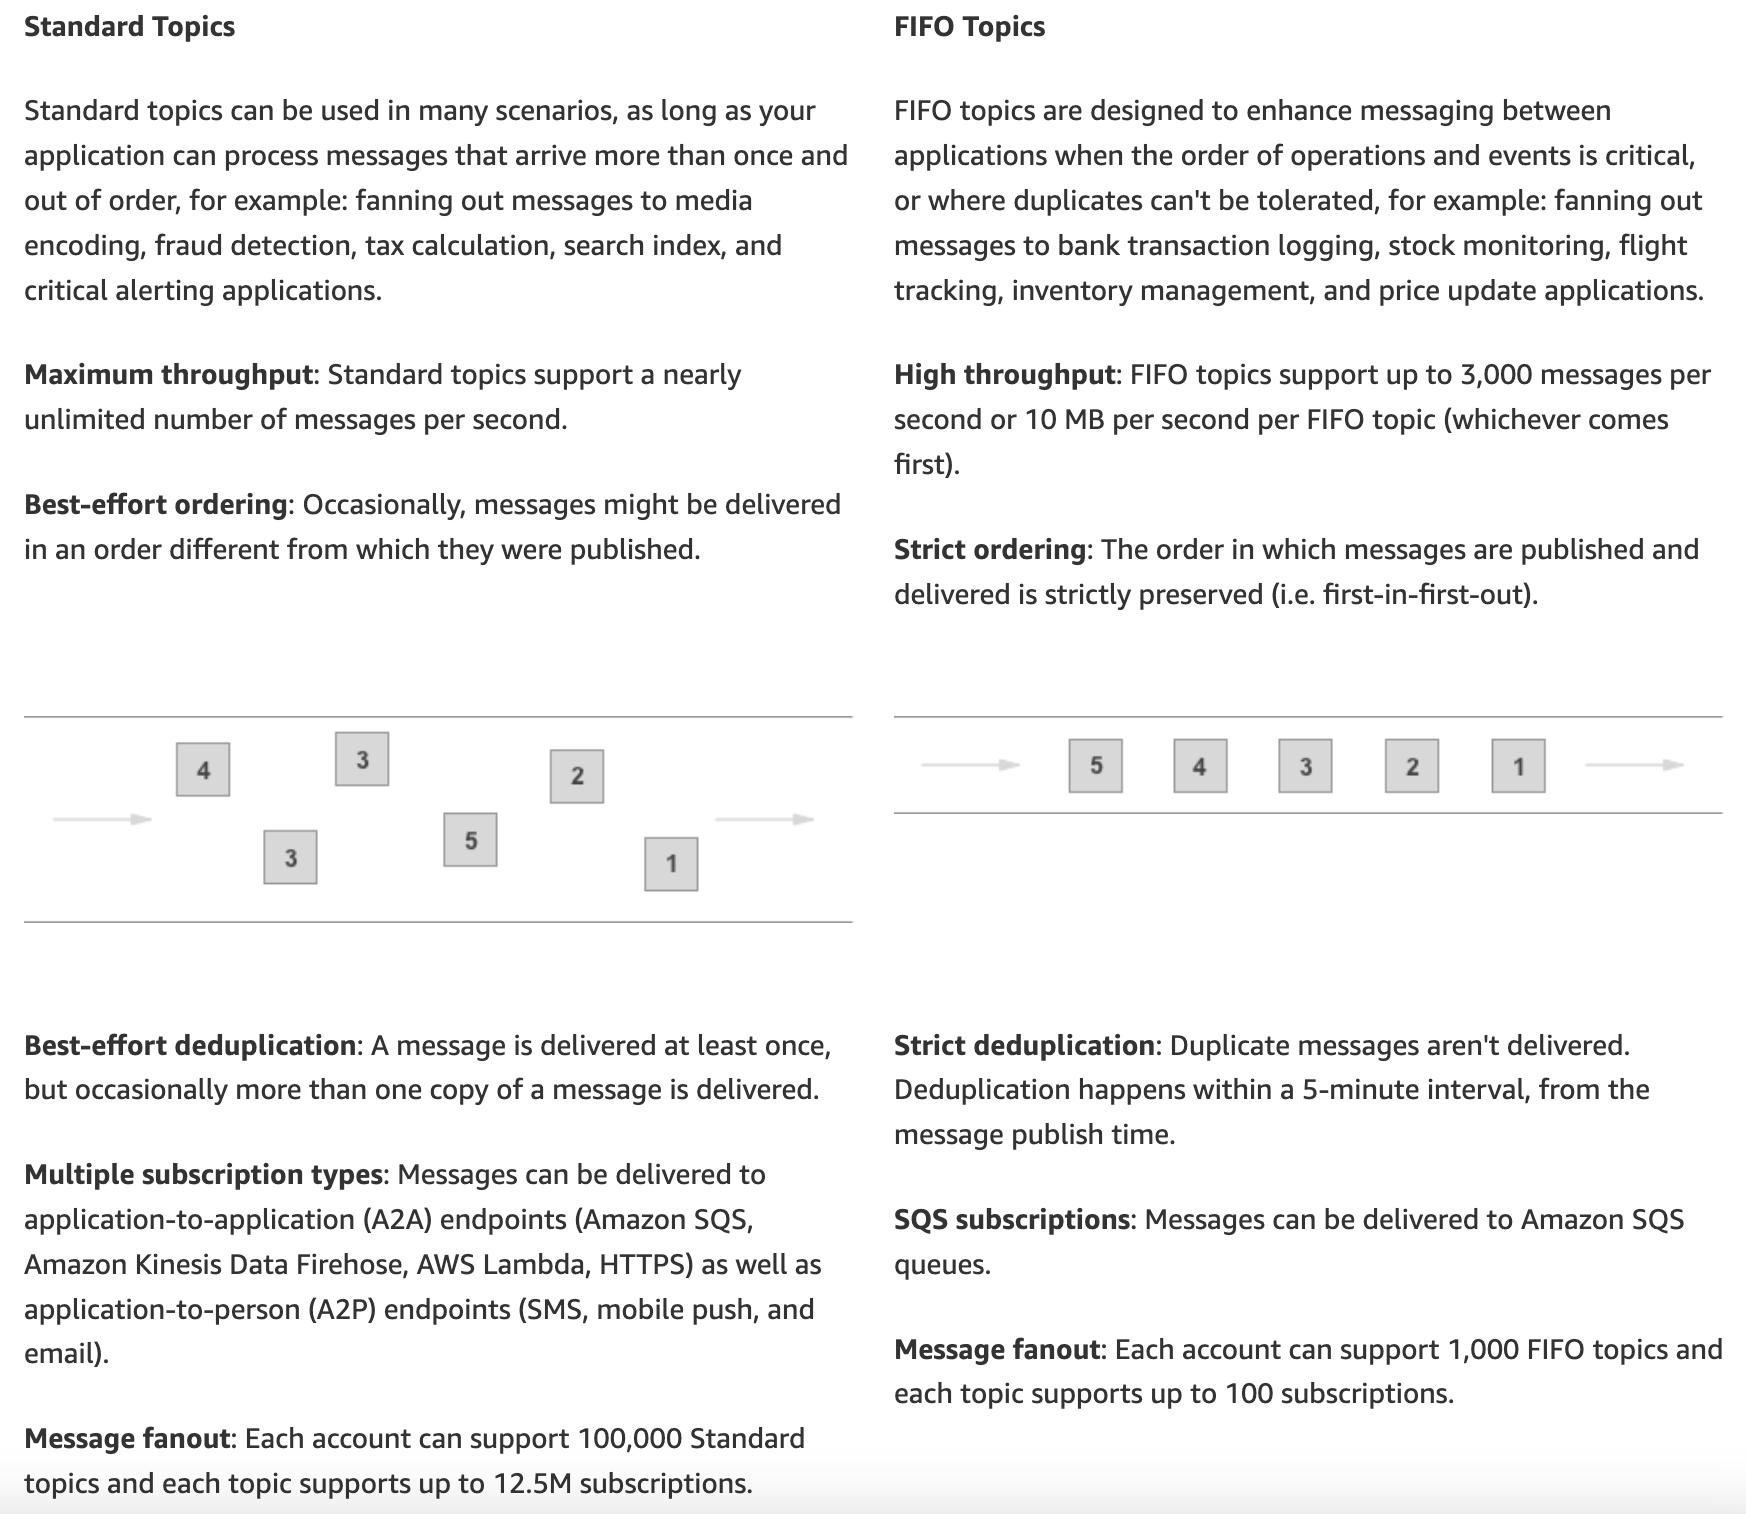 Standard Topics
Standard topics can be used in many scenarios, as long as your
application can process messages that arrive more than once and
out of order, for example: fanning out messages to media
encoding, fraud detection, tax calculation, search index, and
critical alerting applications.
Maximum throughput: Standard topics support a nearly
unlimited number of messages per second.
Best-effort ordering: Occasionally, messages might be delivered
in an order different from which they were published.
4
3
3
5
2
1
Best-effort deduplication: A message is delivered at least once,
but occasionally more than one copy of a message is delivered.
Multiple subscription types: Messages can be delivered to
application-to-application (A2A) endpoints (Amazon SQS,
Amazon Kinesis Data Firehose, AWS Lambda, HTTPS) as well as
application-to-person (A2P) endpoints (SMS, mobile push, and
email).
Message fanout: Each account can support 100,000 Standard
topics and each topic supports up to 12.5M subscriptions.
FIFO Topics
FIFO topics are designed to enhance messaging between
applications when the order of operations and events is critical,
or where duplicates can't be tolerated, for example: fanning out
messages to bank transaction logging, stock monitoring, flight
tracking, inventory management, and price update applications.
High throughput: FIFO topics support up to 3,000 messages per
second or 10 MB per second per FIFO topic (whichever comes
first).
Strict ordering: The order in which messages are published and
delivered is strictly preserved (i.e. first-in-first-out).
5 4 3 2 1
Strict deduplication: Duplicate messages aren't delivered.
Deduplication happens within a 5-minute interval, from the
message publish time.
SQS subscriptions: Messages can be delivered to Amazon SQS
queues.
Message fanout: Each account can support 1,000 FIFO topics and
each topic supports up to 100 subscriptions.